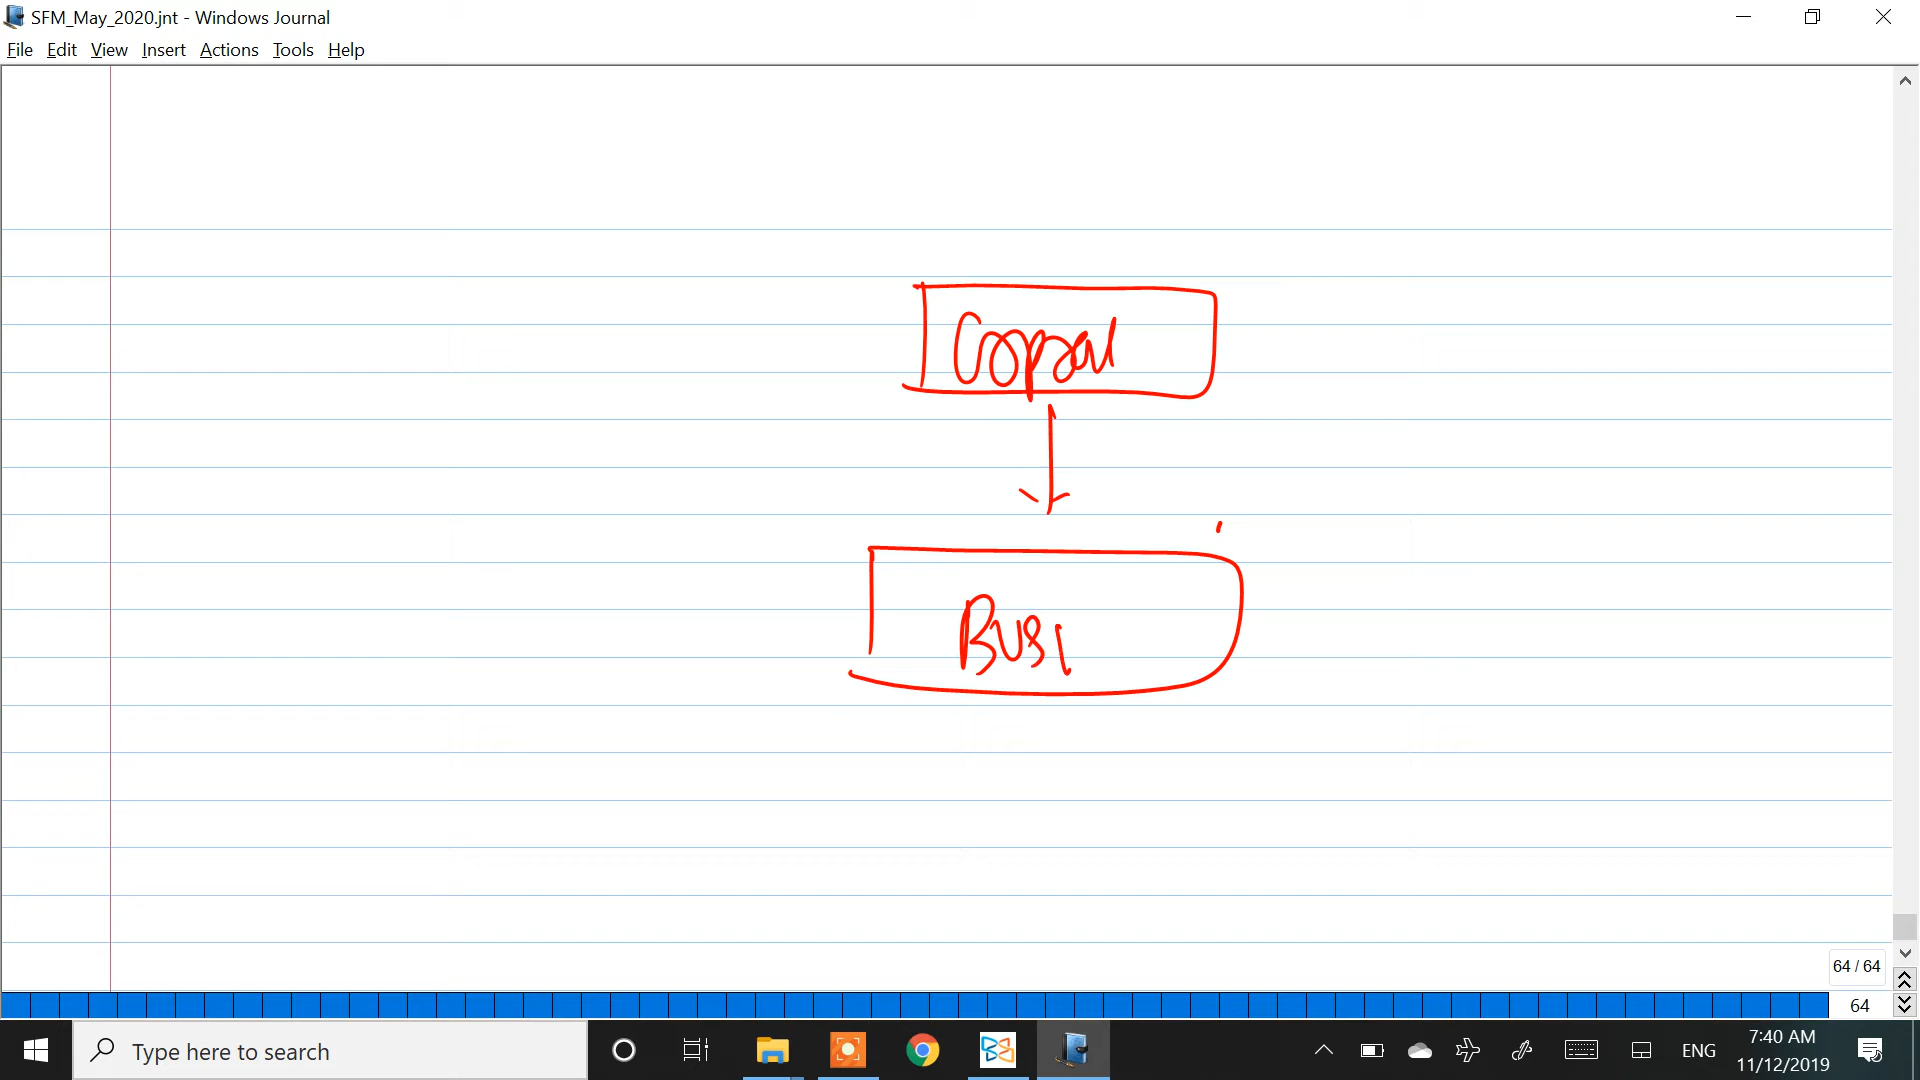 SFM_May_2020.jnt - Windows Journal
File Edit View Insert Actions Tools Help
Busi
64 / 64
64
Type here to search
ENG
7:40 AM
11/12/2019